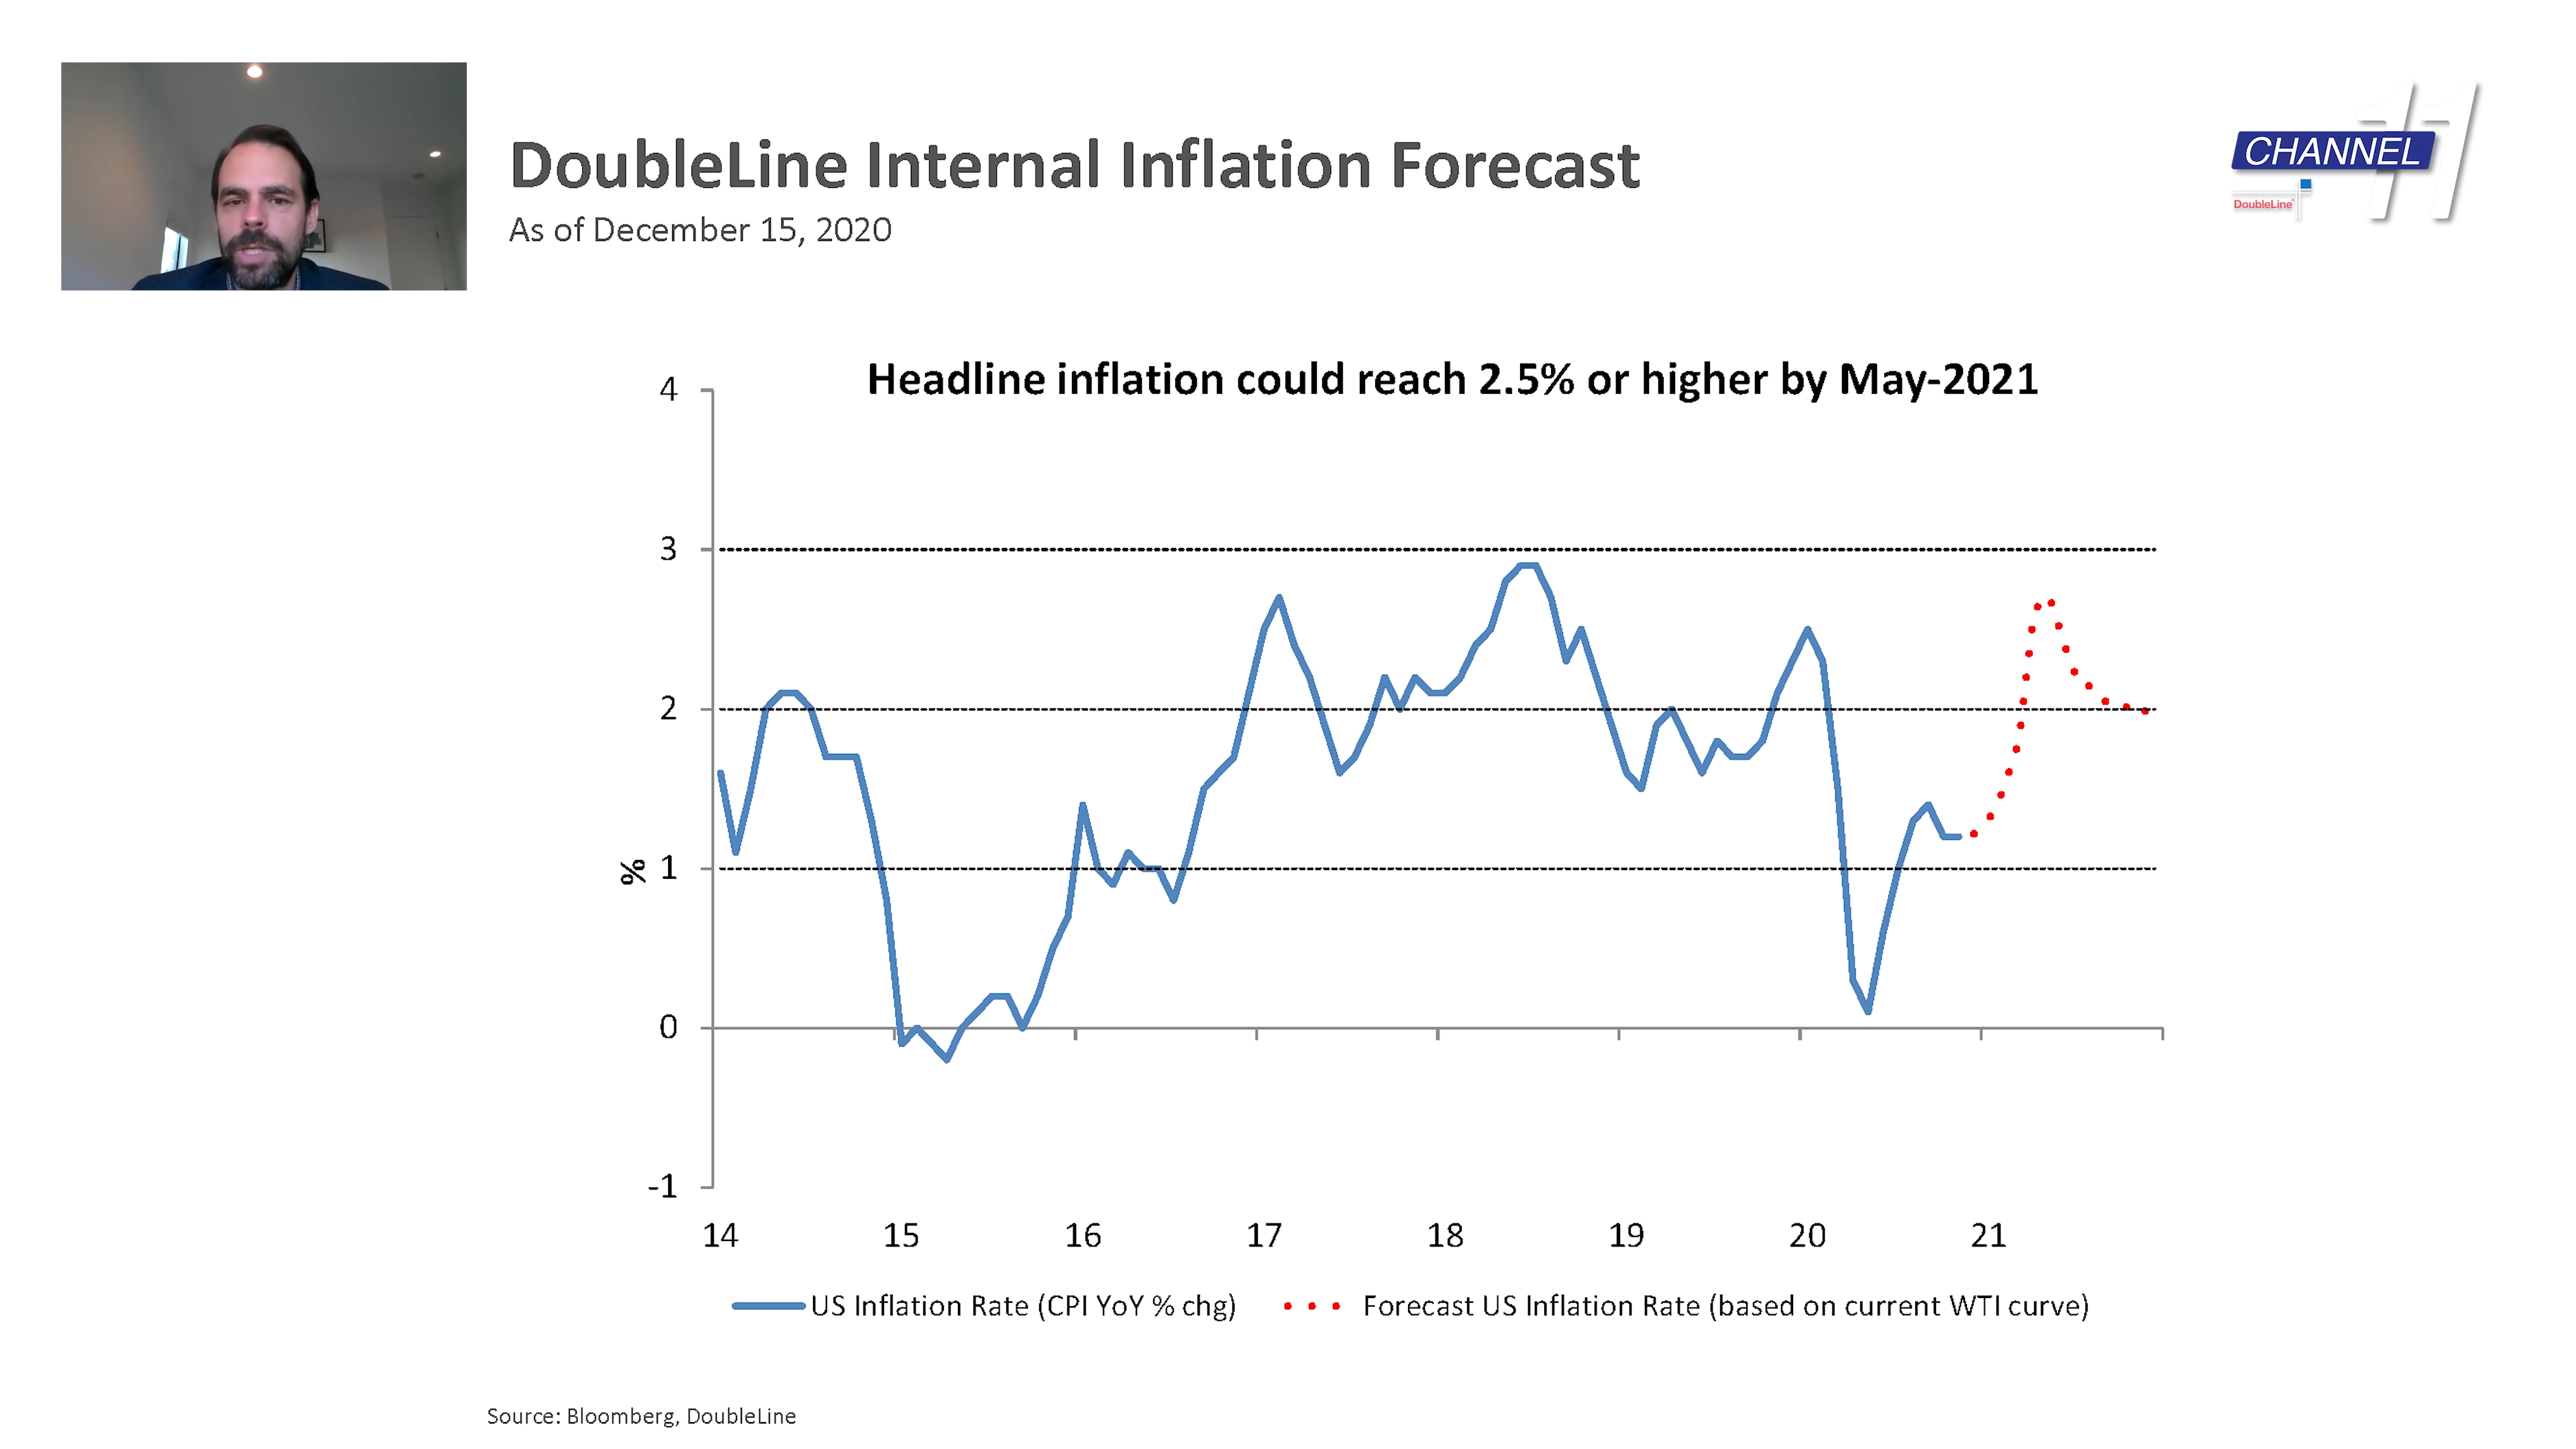 DoubleLine Internal Inflation Forecast
As of December 15, 2020
CHANNEL 11
DoubleLine®
Headline inflation could reach 2.5% or higher by May-2021
4
3
2
1
0
-1
%
14 15 16 17 18 19 20 21
US Inflation Rate (CPI YoY % chg)
Forecast US Inflation Rate (based on current WTI curve)
Source: Bloomberg, DoubleLine